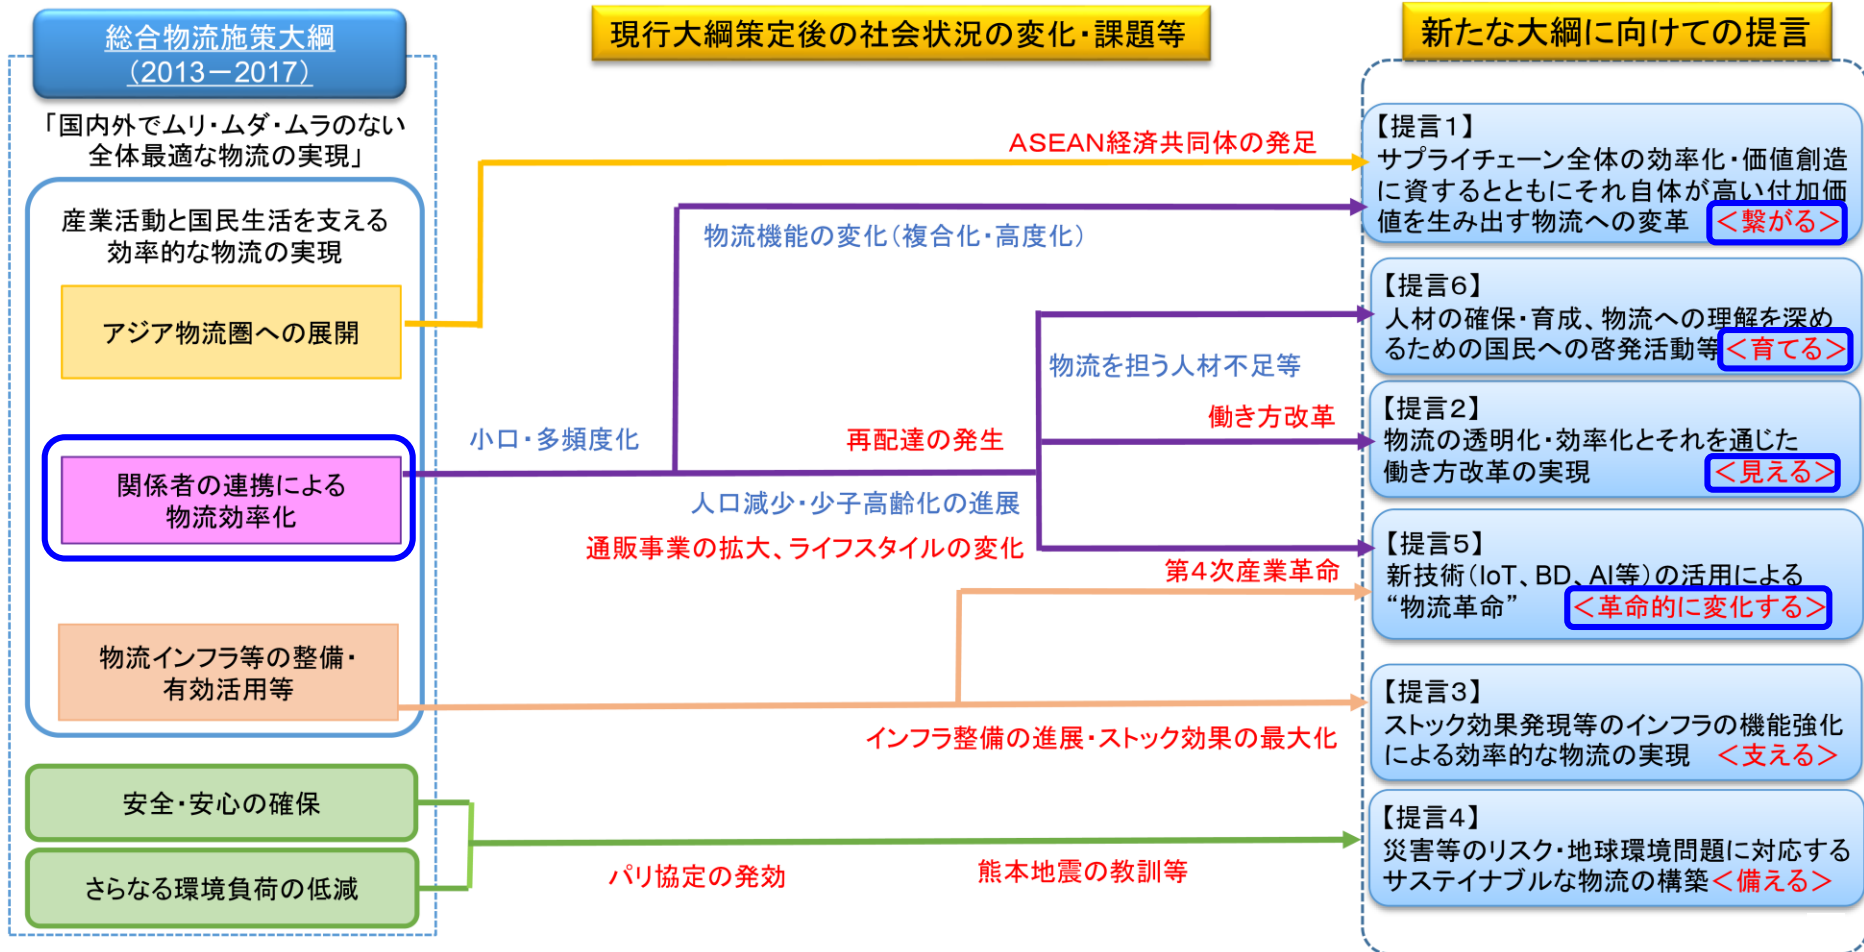 総合物流施策大綱
(2013－2017)
「国内外でムリ・ムダ・ムラのない
全体最適な物流の実現」
産業活動と国民生活を支える
効率的な物流の実現
アジア物流圏への展開
関係者の連携による
物流効率化
物流インフラ等の整備・
有効活用等
安全・安心の確保
さらなる環境負荷の低減
現行大綱策定後の社会状況の変化・課題等
ASEAN経済共同体の発足
物流機能の変化（複合化・高度化）
物流を担う人材不足等
小口・多頻度化
再配達の発生
働き方改革
人口減少・少子高齢化の進展
通販事業の拡大、ライフスタイルの変化
第4次産業革命
インフラ整備の進展・ストック効果の最大化
パリ協定の発効
熊本地震の教訓等
新たな大綱に向けての提言
【提言1】
サプライチェーン全体の効率化・価値創造
に資するとともにそれ自体が高い付加価
値を生み出す物流への変革 ＜繋がる＞
【提言6】
人材の確保・育成、物流への理解を深め
るための国民への啓発活動等＜育てる＞
【提言2】
物流の透明化・効率化とそれを通じた
働き方改革の実現 ＜見える＞
【提言5】
新技術（IoT、BD、AI等）の活用による
“物流革命” ＜革命的に変化する＞
【提言3】
ストック効果発現等のインフラの機能強化
による効率的な物流の実現 ＜支える＞
【提言4】
災害等のリスク・地球環境問題に対応する
サステイナブルな物流の構築＜備える＞